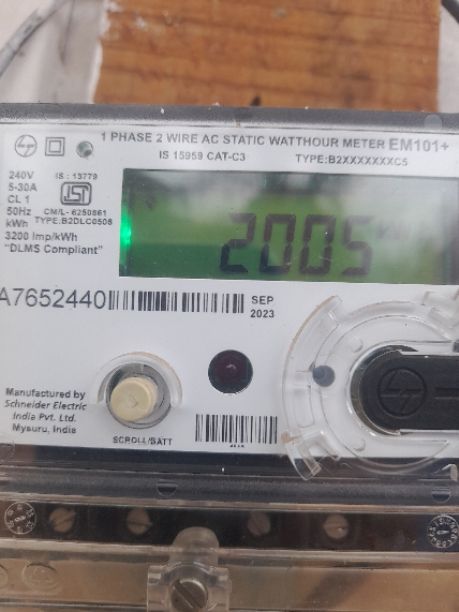 1 PHASE 2 WIRE AC STATIC WATTHOUR METER EM101+
IS 15959 CAT-C3 TYPE:B2XXXXXXXC5
240V IS : 13779
5-30A
CL 1
50Hz CM/L- 6250861
kWh TYPE:B2DLC0506
3200 Imp/kWh
"DLMS Compliant"
2005
A7652440
SEP
2023
Manufactured by
Schneider Electric
India Pvt. Ltd.
Mysuru, India
SCROLL/BATT